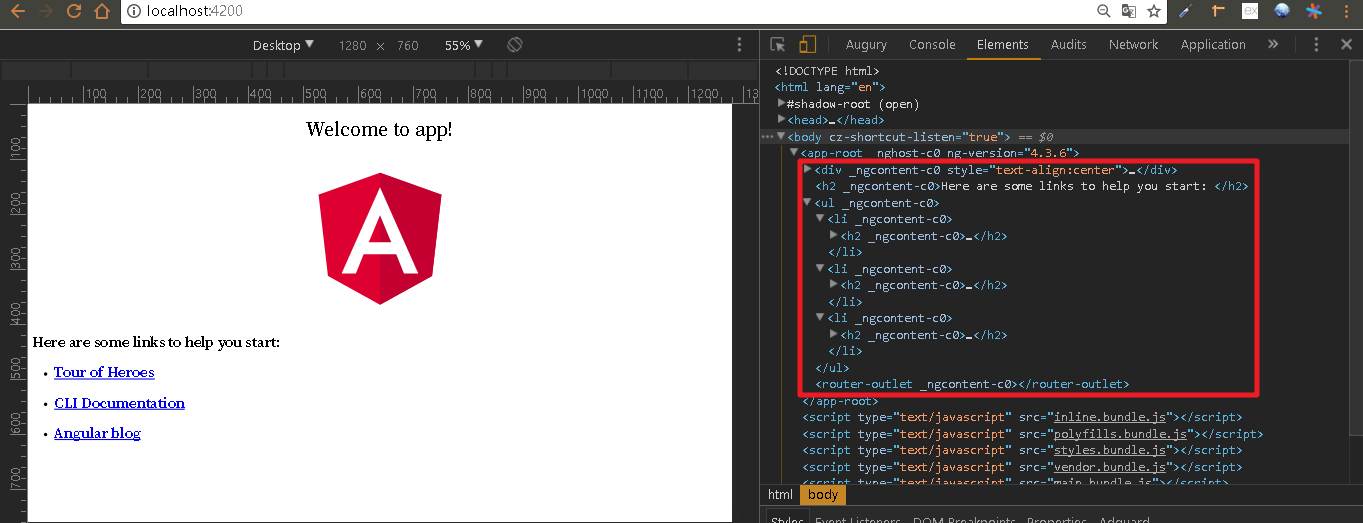 localhost:4200
Desktop ▼ 1280 × 760 55% ▼
Augury Console Elements Audits Network Application »
100 200 300 400 500 600 700 800 900 1000 1100 1200 13
100 200 300 400 500 600 700
Welcome to app!
A
Here are some links to help you start:
• Tour of Heroes
• CLI Documentation
• Angular blog
<!DOCTYPE html>
<html lang="en">
▶#shadow-root (open)
▶<head>…</head>
…▼<body cz-shortcut-listen="true"> == $0
▼<app-root _nghost-c0 ng-version="4.3.6">
▶<div _ngcontent-c0 style="text-align:center">…</div>
<h2 _ngcontent-c0>Here are some links to help you start: </h2>
▼<ul _ngcontent-c0>
▼<li _ngcontent-c0>
▶<h2 _ngcontent-c0>…</h2>
</li>
▼<li _ngcontent-c0>
▶<h2 _ngcontent-c0>…</h2>
</li>
▼<li _ngcontent-c0>
▶<h2 _ngcontent-c0>…</h2>
</li>
</ul>
<router-outlet _ngcontent-c0></router-outlet>
</app-root>
<script type="text/javascript" src="inline.bundle.js"></script>
<script type="text/javascript" src="polyfills.bundle.js"></script>
<script type="text/javascript" src="styles.bundle.js"></script>
<script type="text/javascript" src="vendor.bundle.js"></script>
<script type="text/javascript" src="main.bundle.js"></script>
html body
Styles Event Listeners DOM Breakpoints Properties Adguard